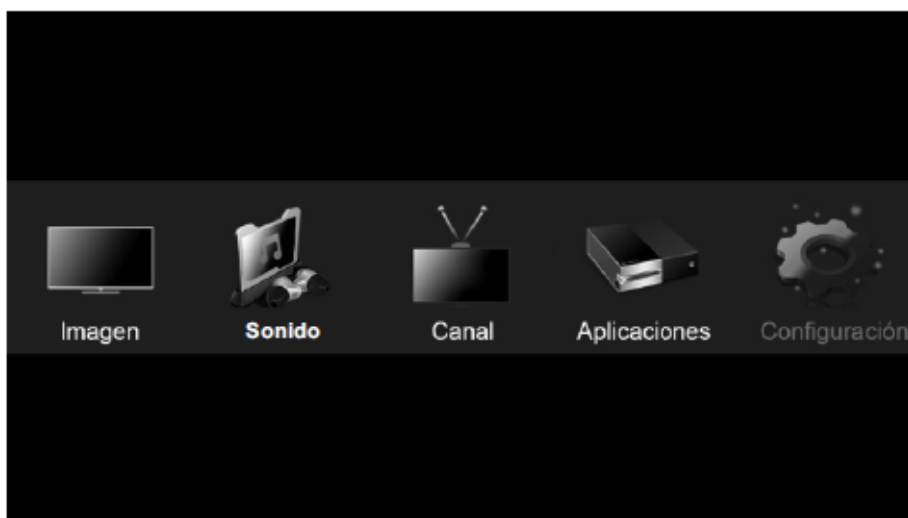 Imagen
Sonido
Canal
Aplicaciones
Configuración